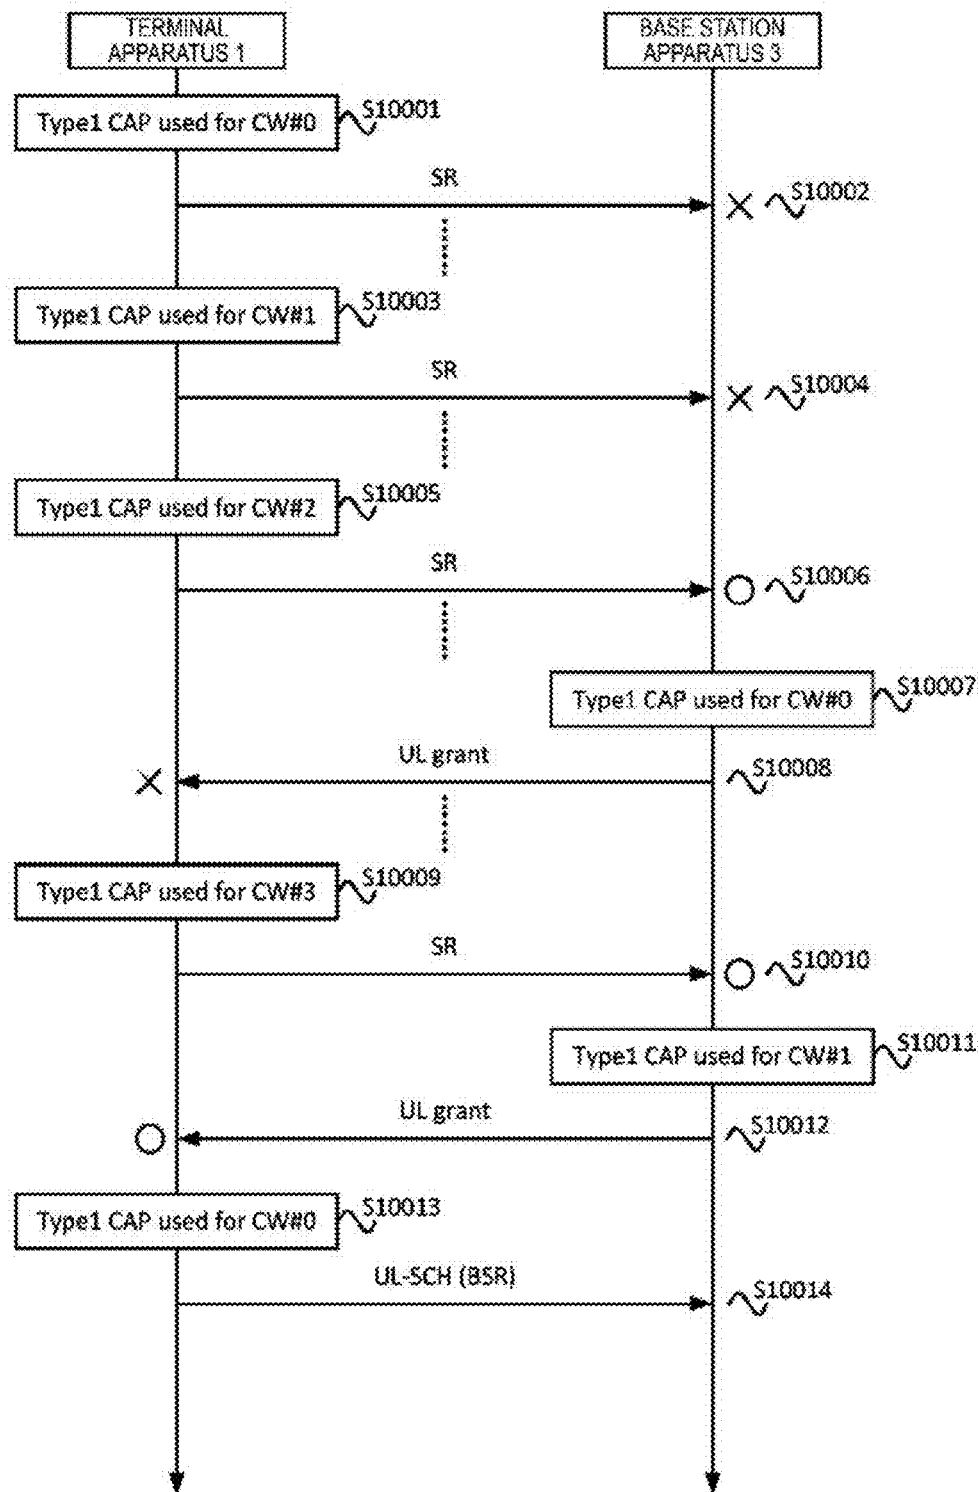 TERMINAL
APPARATUS 1
BASE STATION
APPARATUS 3
Type1 CAP used for CW#0
S10001
SR
S10002
Type1 CAP used for CW#1
S10003
SR
S10004
Type1 CAP used for CW#2
S10005
SR
S10006
Type1 CAP used for CW#0
S10007
UL grant
S10008
Type1 CAP used for CW#3
S10009
SR
S10010
Type1 CAP used for CW#1
S10011
UL grant
S10012
Type1 CAP used for CW#0
S10013
UL-SCH (BSR)
S10014